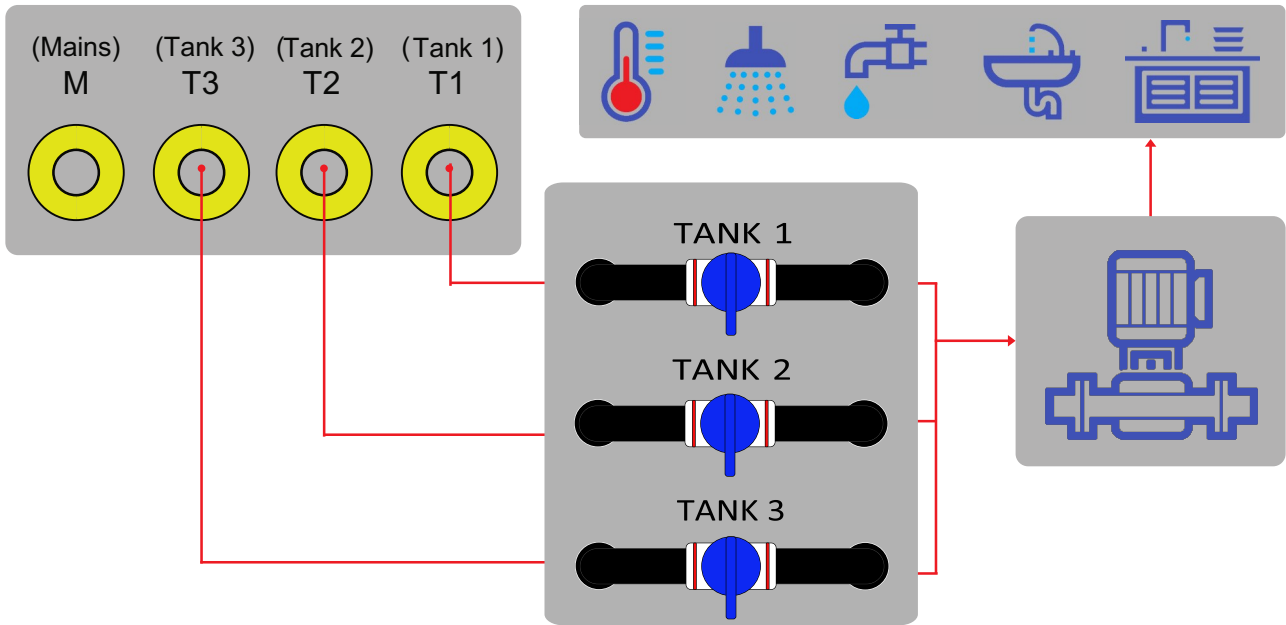 (Mains) (Tank 3) (Tank 2) (Tank 1)
M T3 T2 T1
TANK 1
TANK 2
TANK 3